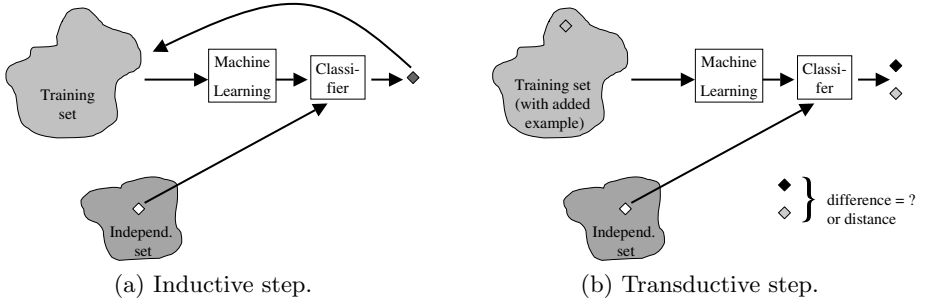 Training
set
Machine
Learning
Classi-
fier
Independ.
set
(a) Inductive step.
Training set
(with added
example)
Machine
Learning
Classi-
fer
Independ.
set
difference = ?
or distance
(b) Transductive step.